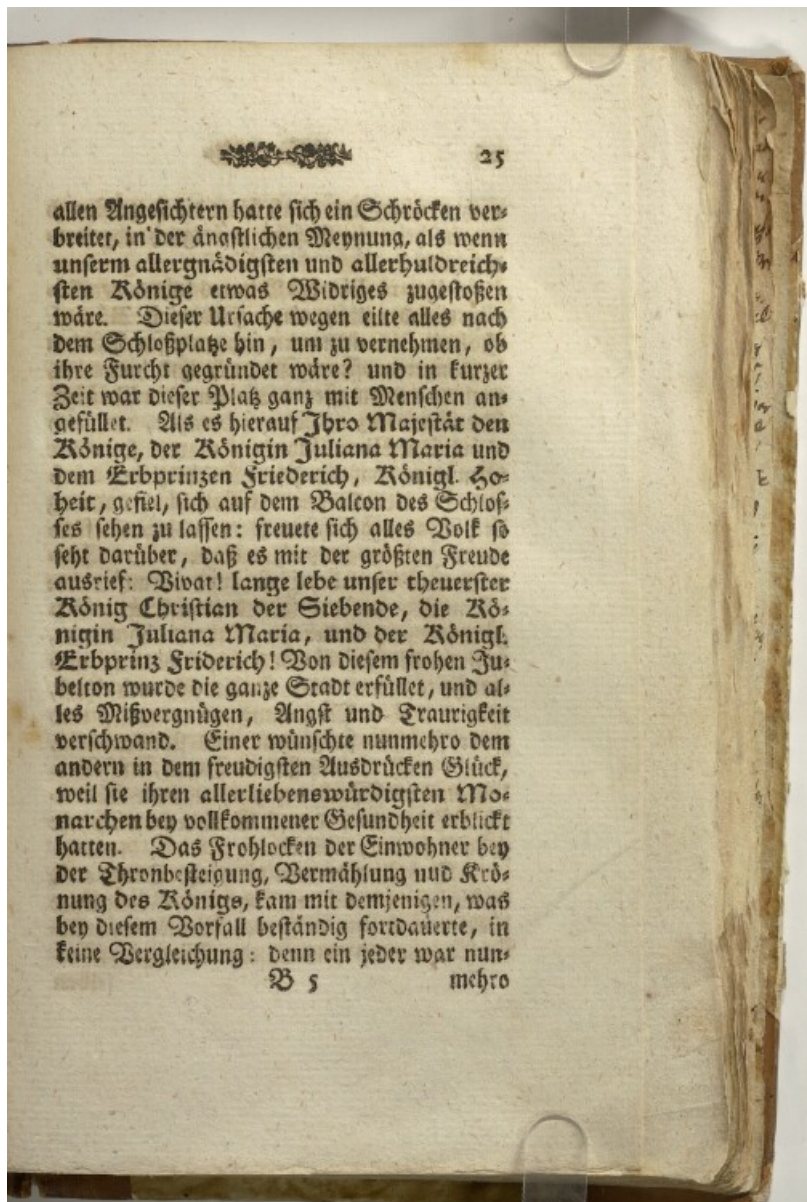 25
allen Angesichtern hatte sich ein Schröcken ver-
breitet, in der ängstlichen Meynung, als wenn
unserm allergnädigsten und allerhuldreich-
sten Könige etwas Widriges zugestoßen
wäre. Dieser Ursache wegen eilte alles nach
dem Schloßplatze hin, um zu vernehmen, ob
ihre Furcht gegründet wäre? und in kurzer
Zeit war dieser Platz ganz mit Menschen an-
gefüllet. Als es hierauf Ihro Majestät den
Könige, der Königin Juliana Maria und
dem Erbprinzen Friederich, Königl. Ho-
heit, gefiel, sich auf dem Balcon des Schlos-
ses sehen zu lassen: freuete sich alles Volk so
seht darüber, daß es mit der größten Freude
ausrief: Vivat! lange lebe unser theuerster
König Christian der Siebende, die Kö-
nigin Juliana Maria, und der Königl.
Erbprinz Friderich! Von diesem frohen Ju-
belton wurde die ganze Stadt erfüllet, und al-
les Mißvergnügen, Angst und Traurigkeit
verschwand. Einer wünschte nunmehro dem
andern in dem freudigsten Ausdrücken Glück,
weil sie ihren allerliebenswürdigsten Mo-
narchen bey vollkommener Gesundheit erblickt
hatten. Das Frohlocken der Einwohner bey
der Thronbesteigung, Vermählung nud Krö-
nung des Königs, kam mit demjenigen, was
bey diesem Vorfall beständig fortdauerte, in
keine Vergleichung: denn ein jeder war nun-
B 5 mehro